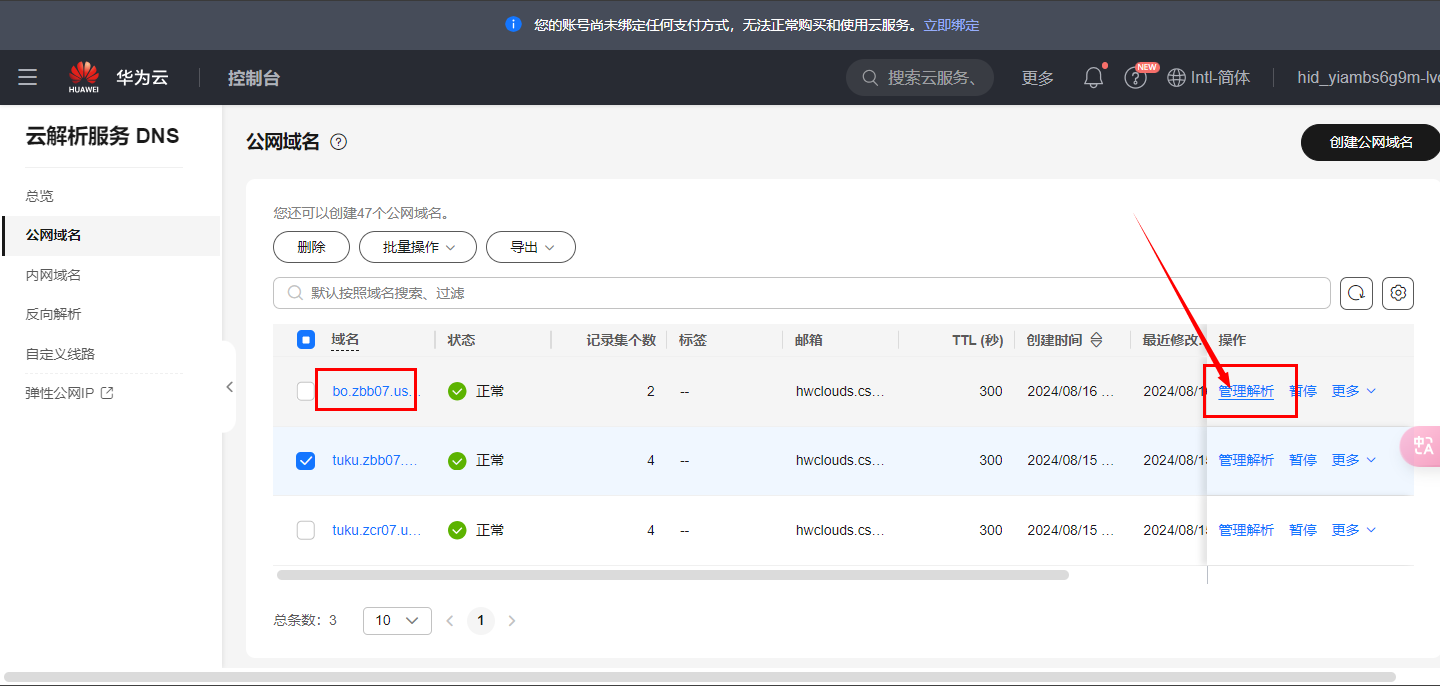 您的账号尚未绑定任何支付方式，无法正常购买和使用云服务。立即绑定
HUAWEI 华为云 控制台 搜索云服务、 更多 NEW Intl-简体 hid_yiambs6g9m-lv
云解析服务 DNS
总览
公网域名
内网域名
反向解析
自定义线路
弹性公网IP
公网域名 创建公网域名
您还可以创建47个公网域名。
删除 批量操作 导出
默认按照域名搜索、过滤
域名 状态 记录集个数 标签 邮箱 TTL (秒) 创建时间 最近修改. 操作
bo.zbb07.us... 正常 2 -- hwclouds.cs... 300 2024/08/16 ... 2024/08/1 管理解析 暂停 更多
tuku.zbb07.... 正常 4 -- hwclouds.cs... 300 2024/08/15 ... 2024/08/1 管理解析 暂停 更多
tuku.zcr07.u... 正常 4 -- hwclouds.cs... 300 2024/08/15 ... 2024/08/1 管理解析 暂停 更多
总条数：3 10 1